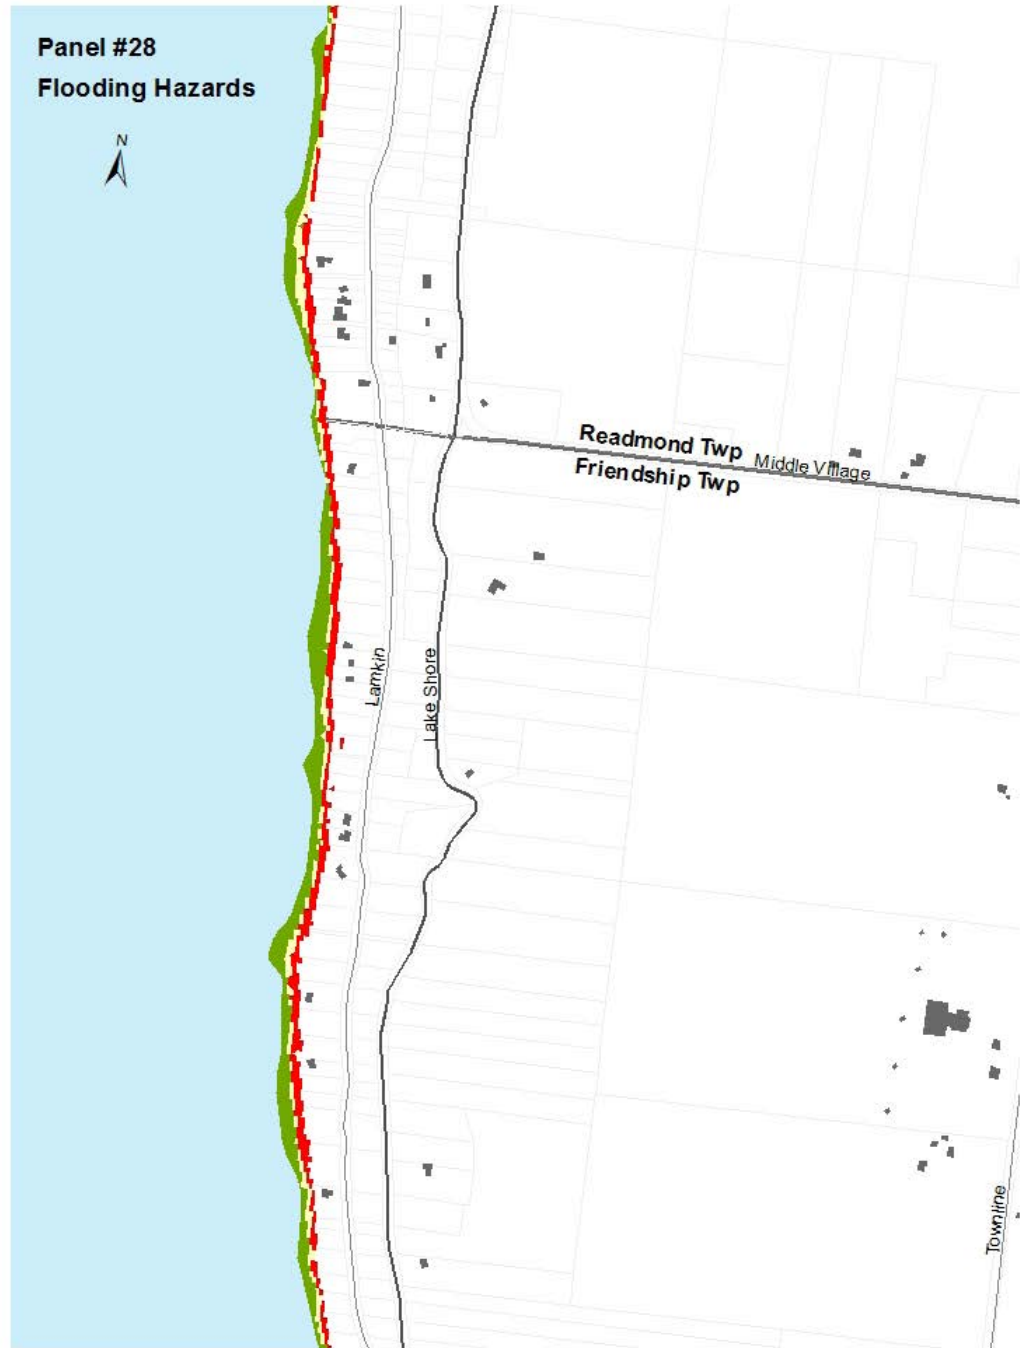 Panel #28
Flooding Hazards
N
Readmond Twp
Middle Village
Friendship Twp
Lamkin
Lake Shore
Townline